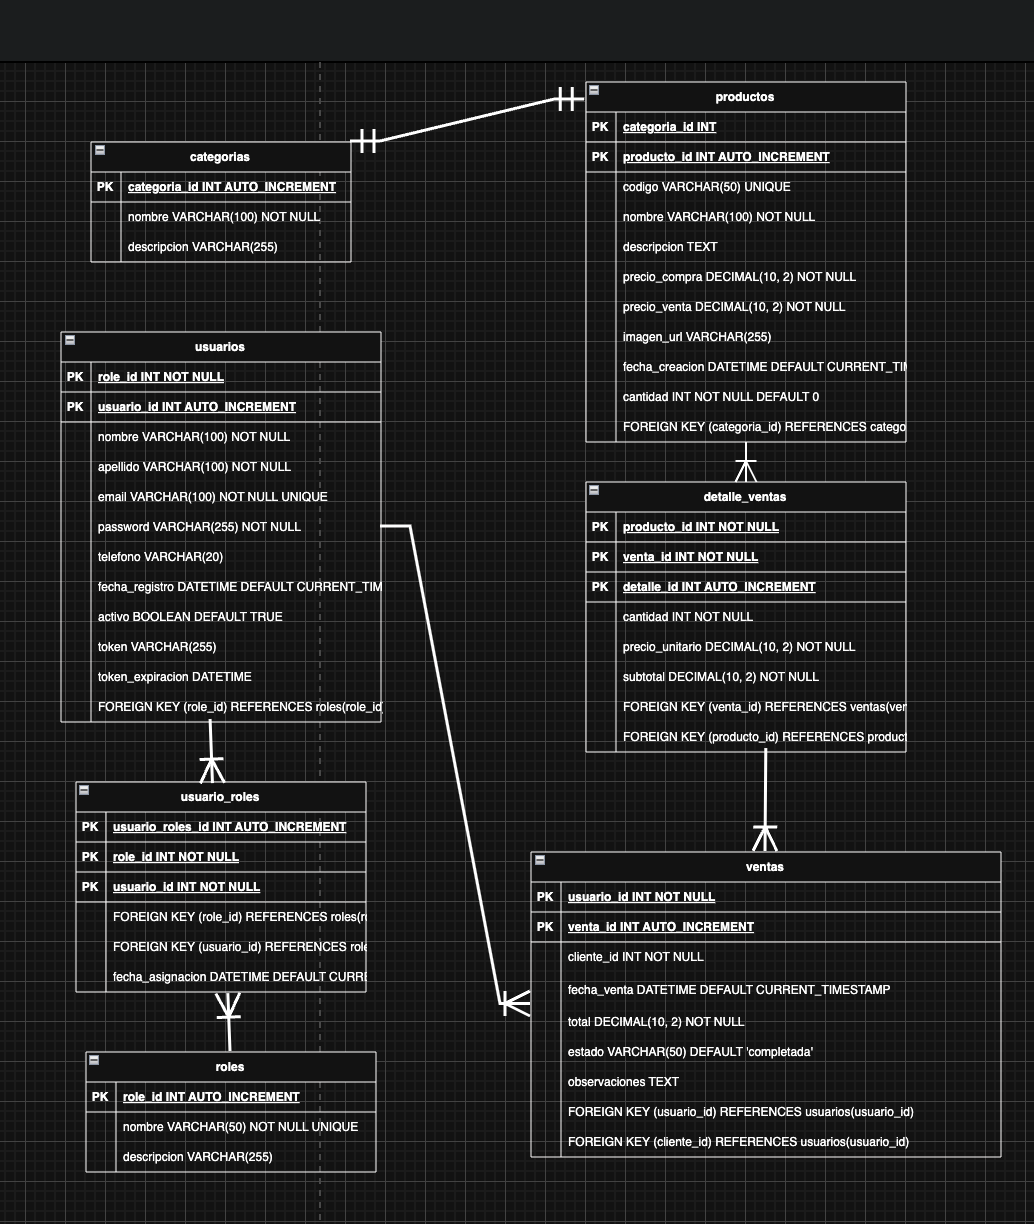 categorias
PK categoria_id INT AUTO_INCREMENT
nombre VARCHAR(100) NOT NULL
descripcion VARCHAR(255)
productos
PK categoria_id INT
PK producto_id INT AUTO_INCREMENT
codigo VARCHAR(50) UNIQUE
nombre VARCHAR(100) NOT NULL
descripcion TEXT
precio_compra DECIMAL(10, 2) NOT NULL
precio_venta DECIMAL(10, 2) NOT NULL
imagen_url VARCHAR(255)
fecha_creacion DATETIME DEFAULT CURRENT_TIM
cantidad INT NOT NULL DEFAULT 0
FOREIGN KEY (categoria_id) REFERENCES catego
usuarios
PK role_id INT NOT NULL
PK usuario_id INT AUTO_INCREMENT
nombre VARCHAR(100) NOT NULL
apellido VARCHAR(100) NOT NULL
email VARCHAR(100) NOT NULL UNIQUE
password VARCHAR(255) NOT NULL
telefono VARCHAR(20)
fecha_registro DATETIME DEFAULT CURRENT_TIM
activo BOOLEAN DEFAULT TRUE
token VARCHAR(255)
token_expiracion DATETIME
FOREIGN KEY (role_id) REFERENCES roles(role_id
detalle_ventas
PK producto_id INT NOT NULL
PK venta_id INT NOT NULL
PK detalle_id INT AUTO_INCREMENT
cantidad INT NOT NULL
precio_unitario DECIMAL(10, 2) NOT NULL
subtotal DECIMAL(10, 2) NOT NULL
FOREIGN KEY (venta_id) REFERENCES ventas(ven
FOREIGN KEY (producto_id) REFERENCES product
usuario_roles
PK usuario_roles_id INT AUTO_INCREMENT
PK role_id INT NOT NULL
PK usuario_id INT NOT NULL
FOREIGN KEY (role_id) REFERENCES roles(r
FOREIGN KEY (usuario_id) REFERENCES role
fecha_asignacion DATETIME DEFAULT CURRE
roles
PK role_id INT AUTO_INCREMENT
nombre VARCHAR(50) NOT NULL UNIQUE
descripcion VARCHAR(255)
ventas
PK usuario_id INT NOT NULL
PK venta_id INT AUTO_INCREMENT
cliente_id INT NOT NULL
fecha_venta DATETIME DEFAULT CURRENT_TIMESTAMP
total DECIMAL(10, 2) NOT NULL
estado VARCHAR(50) DEFAULT 'completada'
observaciones TEXT
FOREIGN KEY (usuario_id) REFERENCES usuarios(usuario_id)
FOREIGN KEY (cliente_id) REFERENCES usuarios(usuario_id)